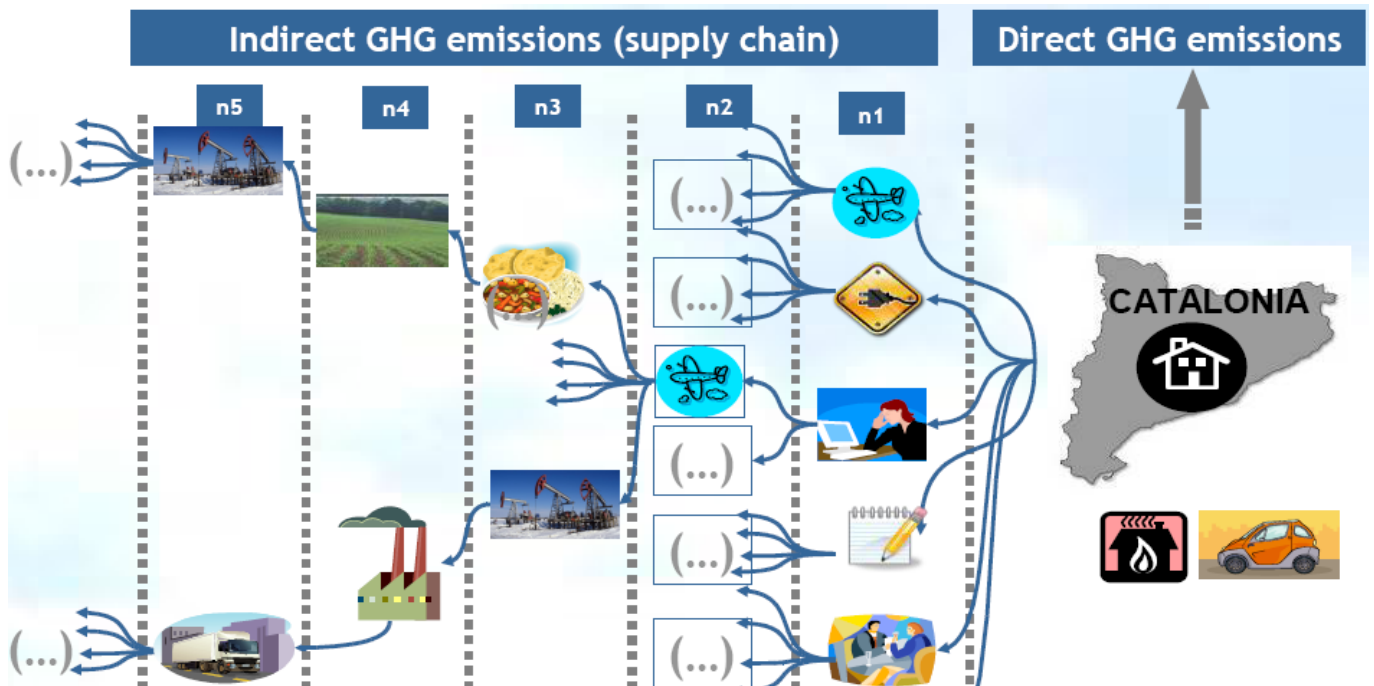 Indirect GHG emissions (supply chain)
Direct GHG emissions
n5
n4
n3
n2
n1
(...)
(...)
(...)
CATALONIA
(...)
(...)
(...)
(...)
(...)